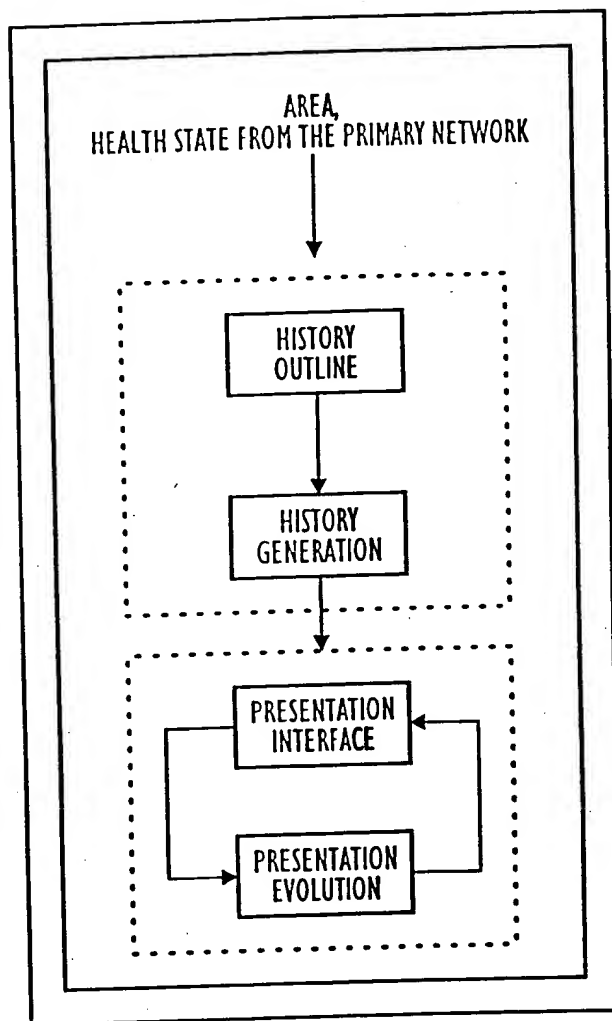 AREA,
HEALTH STATE FROM THE PRIMARY NETWORK
HISTORY
OUTLINE
HISTORY
GENERATION
PRESENTATION
INTERFACE
PRESENTATION
EVOLUTION